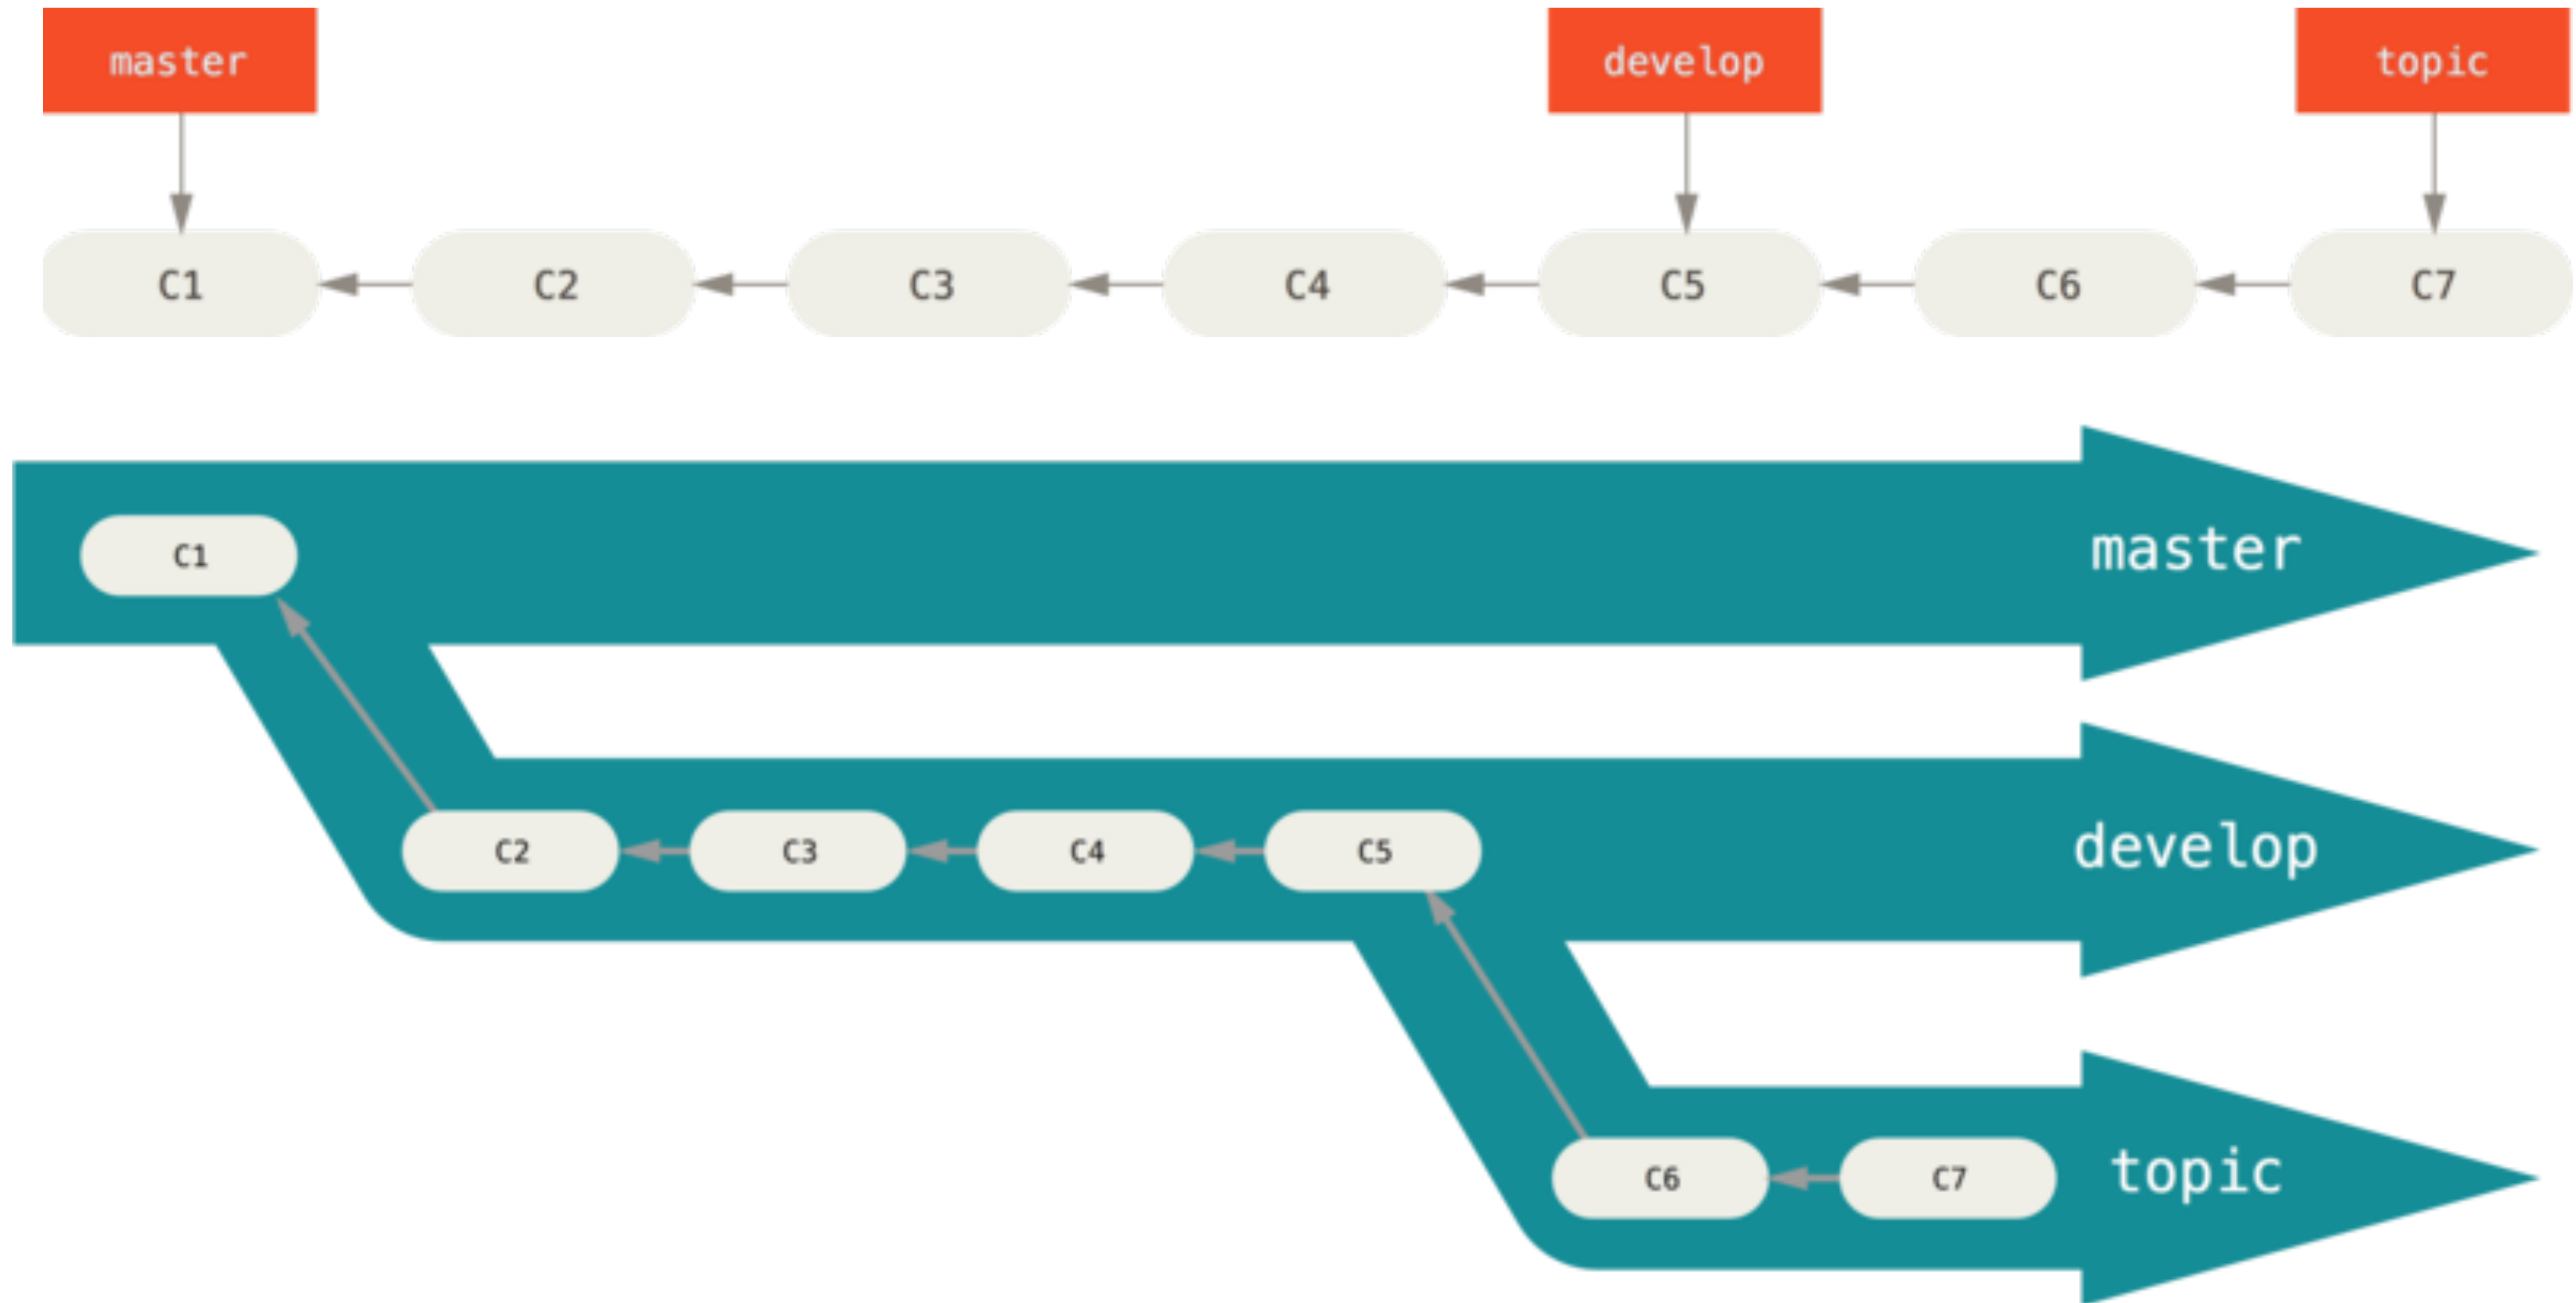 master develop topic
C1 C2 C3 C4 C5 C6 C7
C1 master
C2 C3 C4 C5 develop
C6 C7 topic